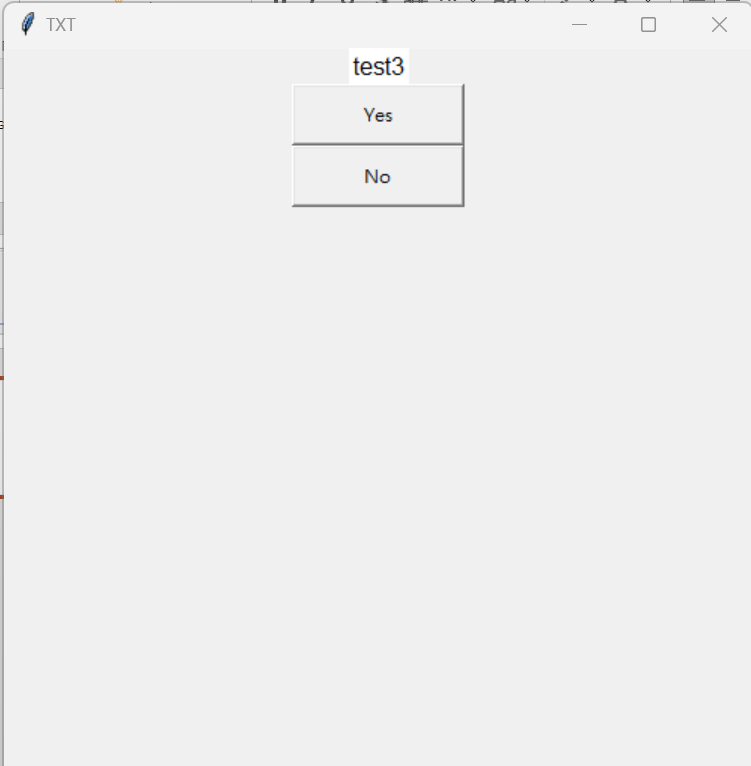 TXT
test3
Yes
No